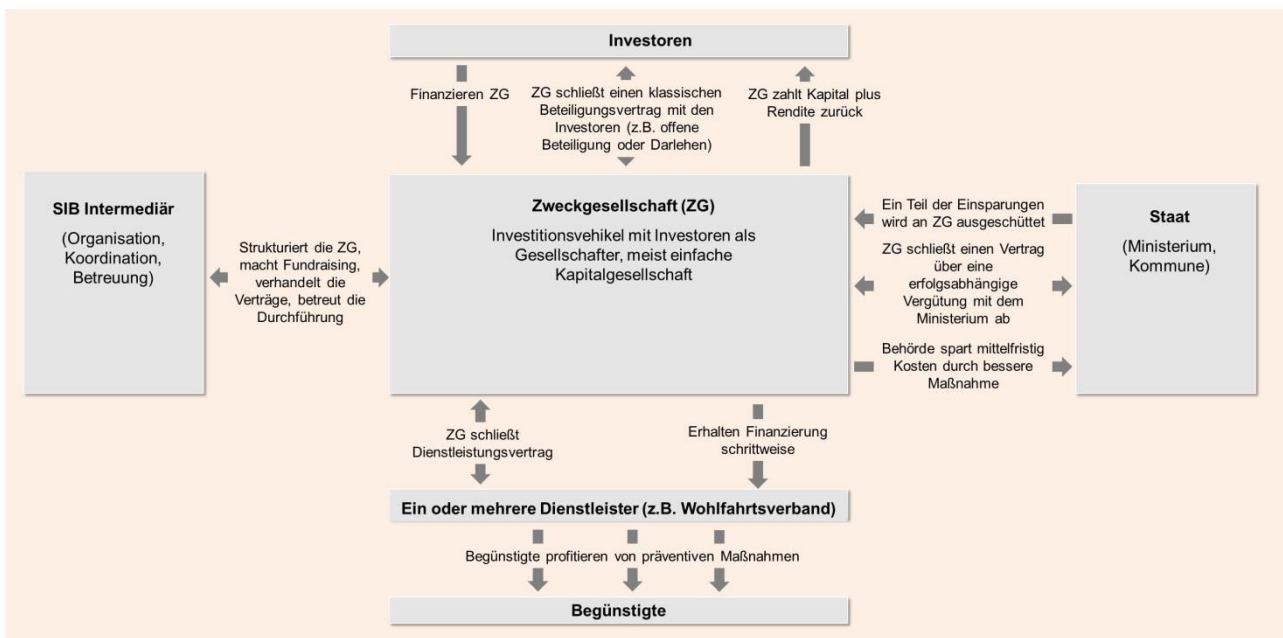 Investoren
Finanzieren ZG
ZG schließt einen klassischen
Beteiligungsvertrag mit den
Investoren (z.B. offene
Beteiligung oder Darlehen)
ZG zahlt Kapital plus
Rendite zurück
SIB Intermediär
(Organisation,
Koordination,
Betreuung)
Strukturiert die ZG,
macht Fundraising,
verhandelt die
Verträge, betreut die
Durchführung
Zweckgesellschaft (ZG)
Investitionsvehikel mit Investoren als
Gesellschafter, meist einfache
Kapitalgesellschaft
Ein Teil der Einsparungen
wird an ZG ausgeschüttet
ZG schließt einen Vertrag
über eine
erfolgsabhängige
Vergütung mit dem
Ministerium ab
Behörde spart mittelfristig
Kosten durch bessere
Maßnahme
Staat
(Ministerium,
Kommune)
ZG schließt
Dienstleistungsvertrag
Erhalten Finanzierung
schrittweise
Ein oder mehrere Dienstleister (z.B. Wohlfahrtsverband)
Begünstigte profitieren von präventiven Maßnahmen
Begünstigte